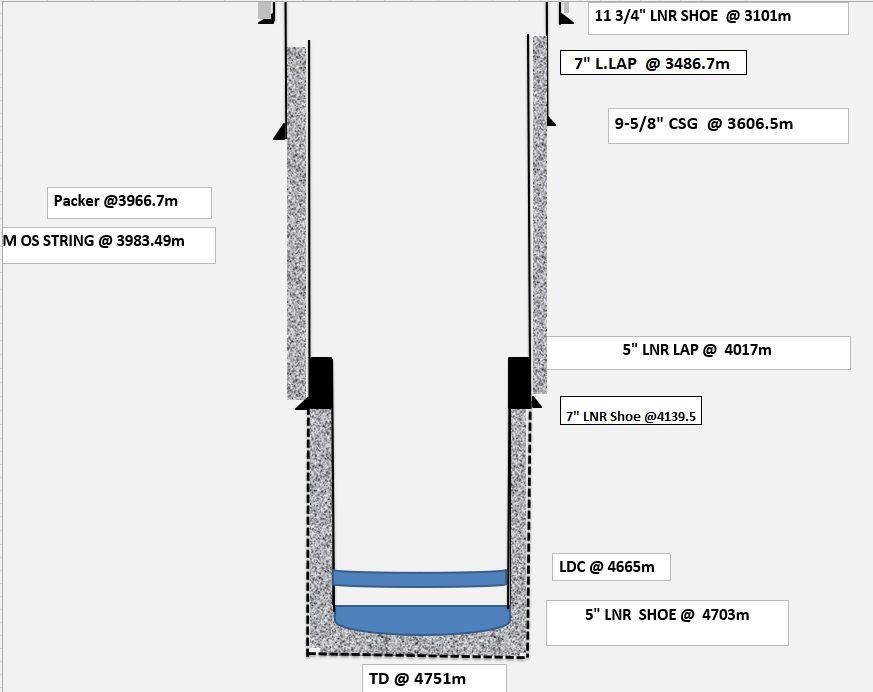 11 3/4" LNR SHOE @ 3101m
7" L.LAP @ 3486.7m
9-5/8" CSG @ 3606.5m
Packer @3966.7m
M OS STRING @ 3983.49m
5" LNR LAP @ 4017m
7" LNR Shoe @4139.5
LDC @ 4665m
5" LNR SHOE @ 4703m
TD @ 4751m